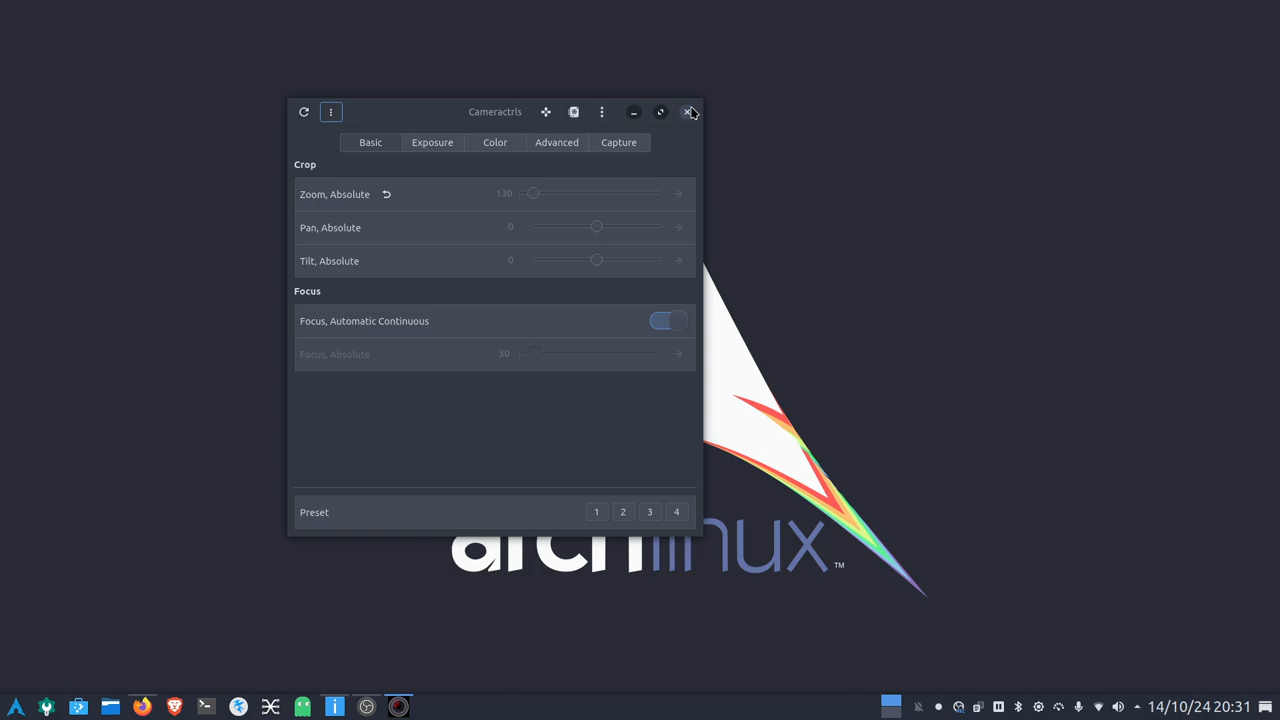 Cameractrls
Basic Exposure Color Advanced Capture
Crop
Zoom, Absolute 130
Pan, Absolute 0
Tilt, Absolute 0
Focus
Focus, Automatic Continuous
Focus, Absolute 30
Preset 1 2 3 4
archlinux™
14/10/24 20:31